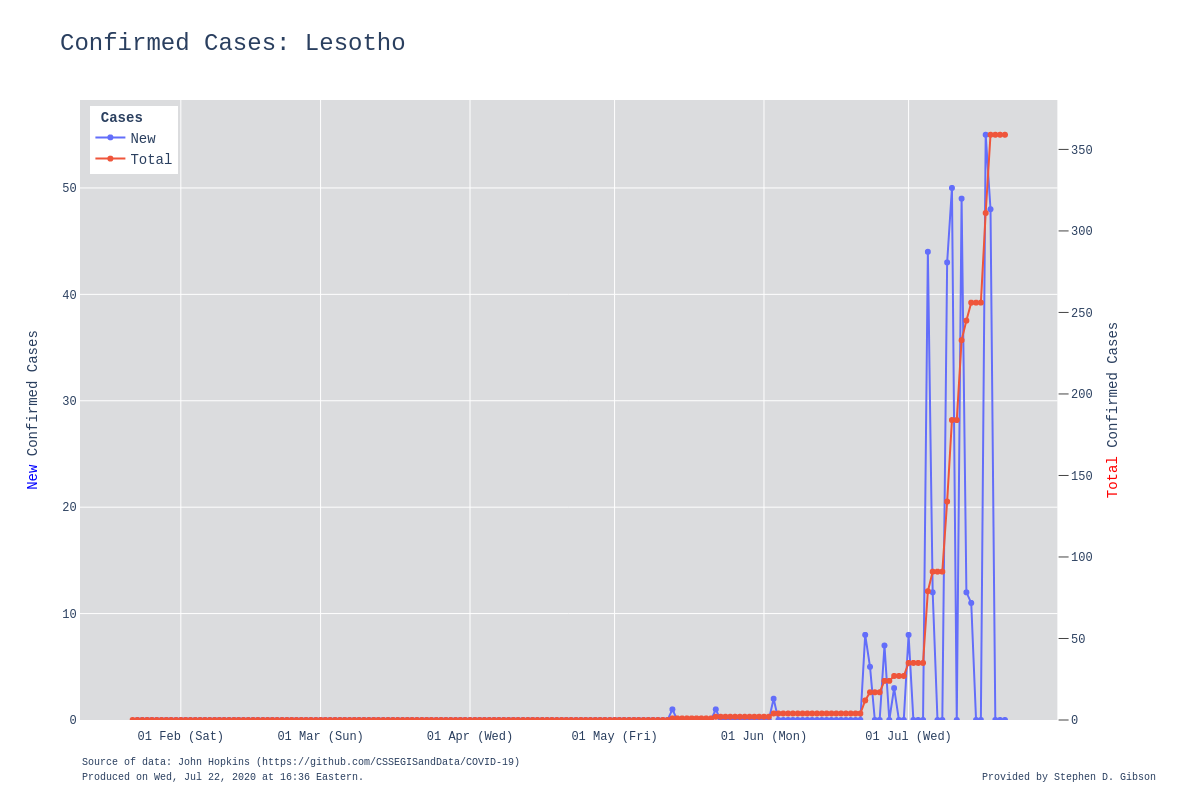 Confirmed Cases: Lesotho
Cases
New
Total
50
40
30
20
10
0
New Confirmed Cases
350
300
250
200
150
100
50
0
Total Confirmed Cases
01 Feb (Sat)
01 Mar (Sun)
01 Apr (Wed)
01 May (Fri)
01 Jun (Mon)
01 Jul (Wed)
Source of data: John Hopkins (https://github.com/CSSEGISandData/COVID-19)
Produced on Wed, Jul 22, 2020 at 16:36 Eastern.
Provided by Stephen D. Gibson